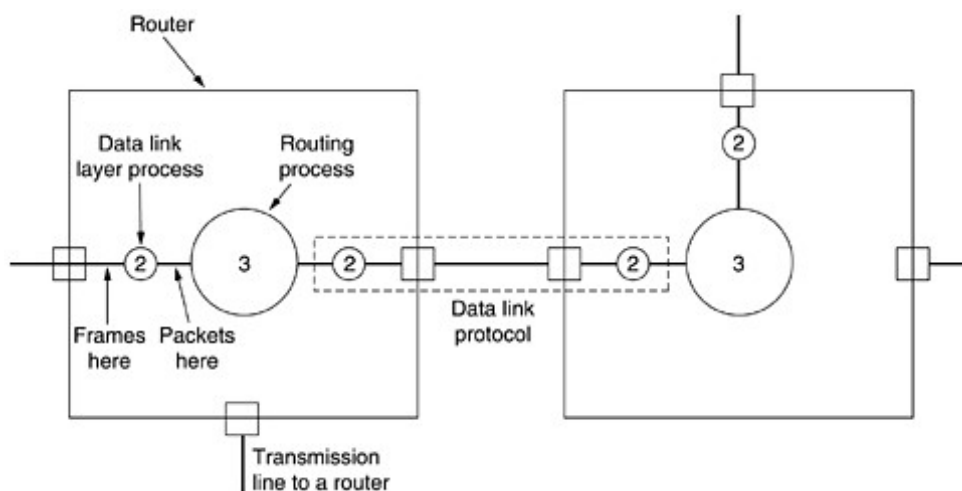 Router
Data link
layer process
Routing
process
2
2
3
2
2
3
Frames
here
Packets
here
Data link
protocol
Transmission
line to a router